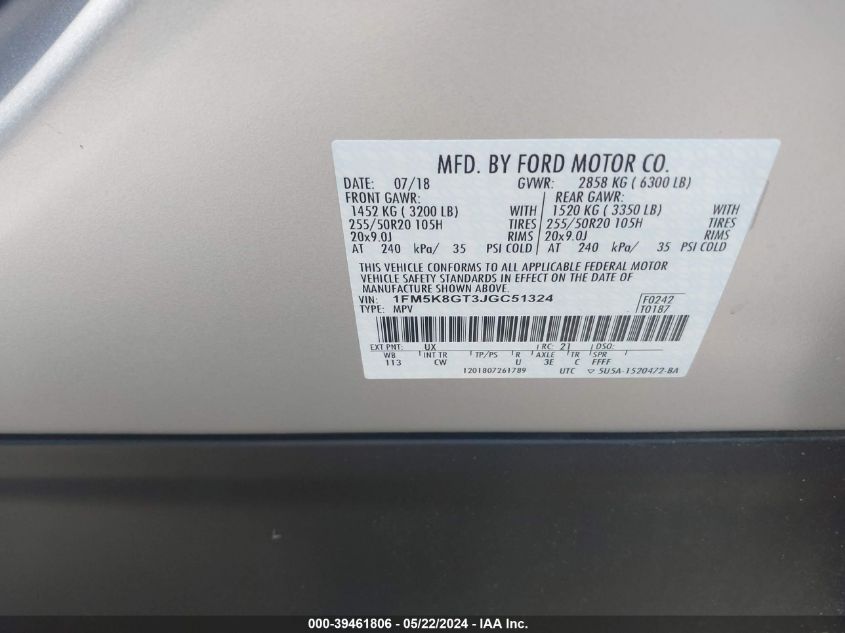 MFD. BY FORD MOTOR CO.
DATE: 07/18 GVWR: 2858 KG ( 6300 LB)
FRONT GAWR: REAR GAWR:
1452 KG ( 3200 LB) WITH 1520 KG ( 3350 LB) WITH
255/50R20 105H TIRES 255/50R20 105H TIRES
20x9.0J RIMS 20x9.0J RIMS
AT 240 kPa/ 35 PSI COLD AT 240 kPa/ 35 PSI COLD
THIS VEHICLE CONFORMS TO ALL APPLICABLE FEDERAL MOTOR
VEHICLE SAFETY STANDARDS IN EFFECT ON THE DATE OF
MANUFACTURE SHOWN ABOVE.
VIN: 1FM5K8GT3JGC51324 F0242
TYPE: MPV T0187
EXT PNT: UX RC: 21 DSO:
WB INT TR TP/PS R AXLE TR SPR
113 CW U 3E C FFFF
1201807261789 UTC ▽ 5U5A-1520472-BA
000-39461806 - 05/22/2024 - IAA Inc.